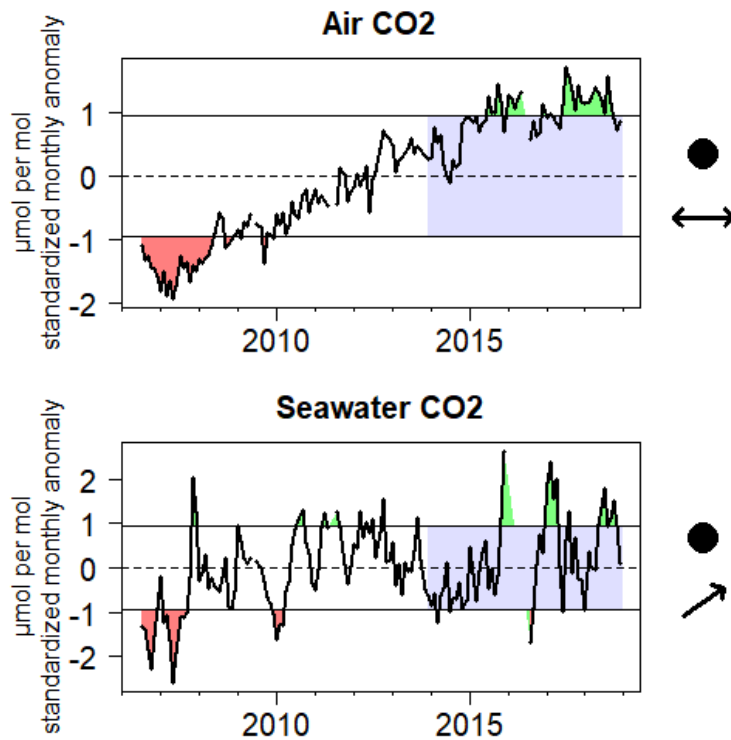 Air CO2
µmol per mol
standardized monthly anomaly
1
0
-1
-2
2010
2015
Seawater CO2
µmol per mol
standardized monthly anomaly
2
1
0
-1
-2
2010
2015